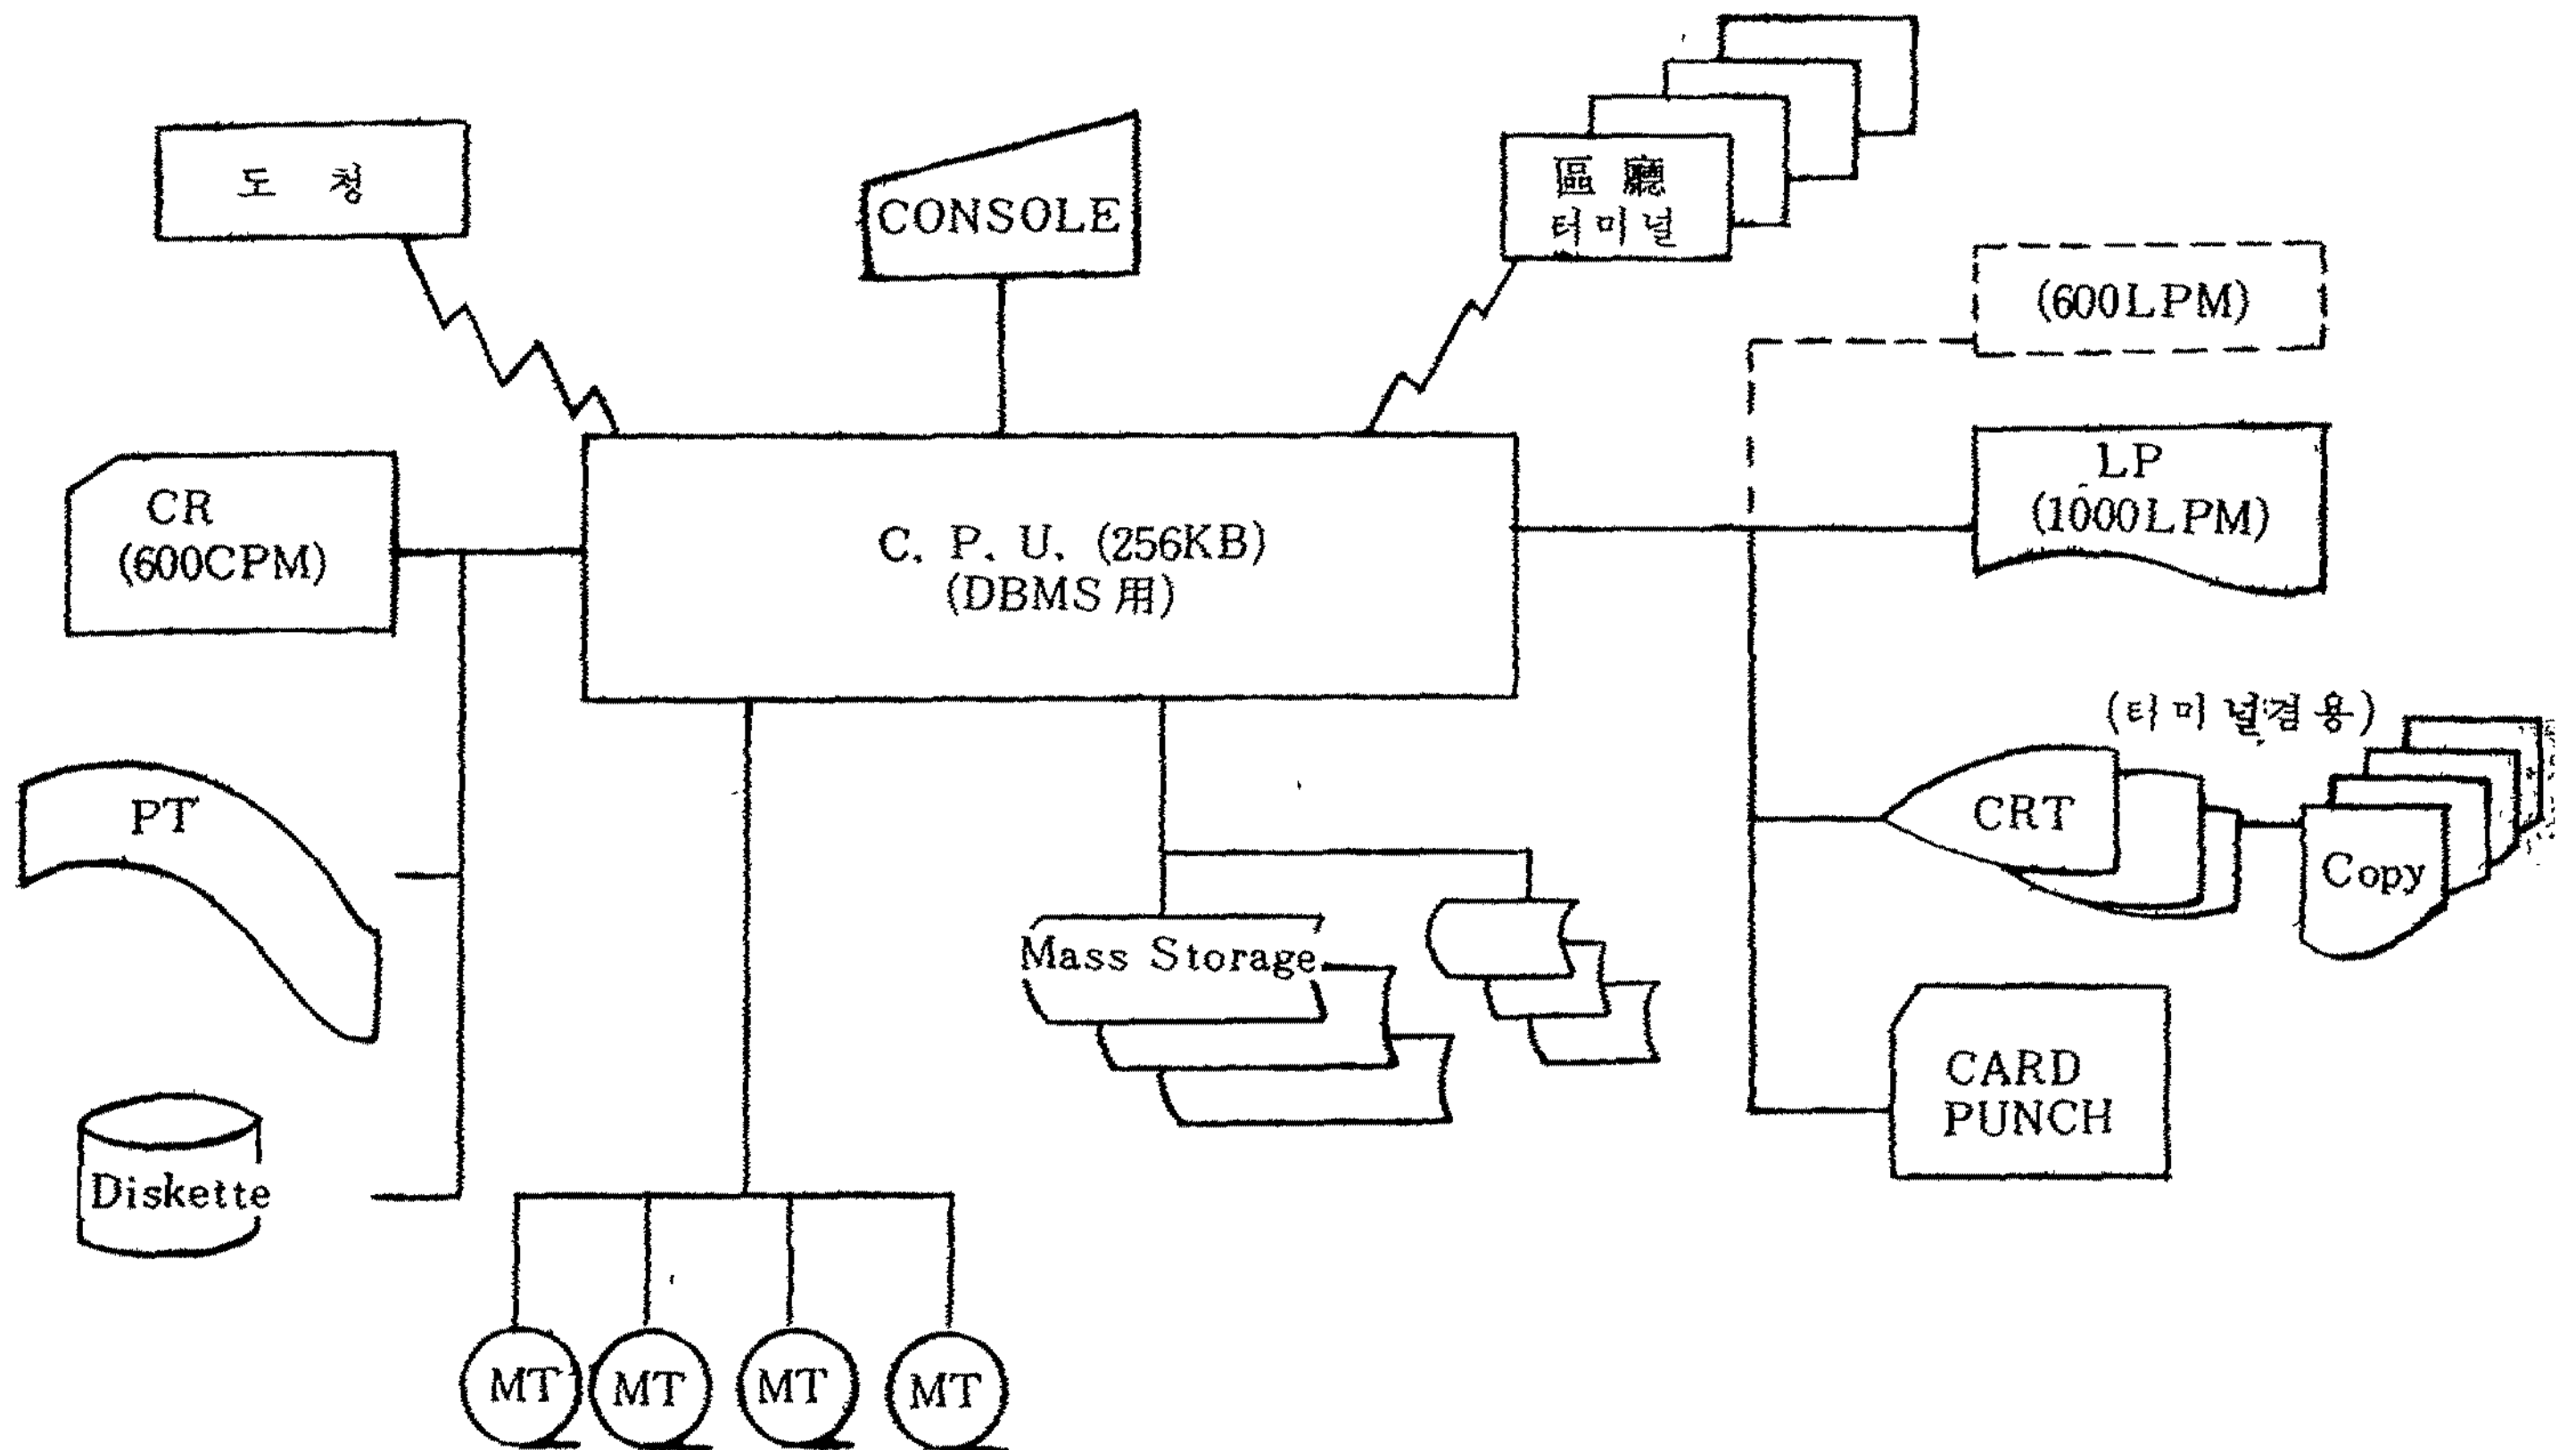 도 청
CONSOLE
區 廳
터미널
(600LPM)
CR
(600CPM)
C. P. U. (256KB)
(DBMS 用)
LP
(1000LPM)
(터미널겸용)
PT
CRT
Copy
Mass Storage
CARD
PUNCH
Diskette
MT
MT
MT
MT